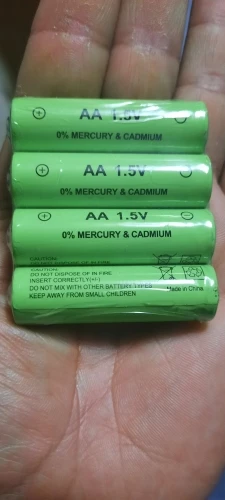 AA 1.5V
0% MERCURY & CADMIUM
AA 1.5V
0% MERCURY & CADMIUM
AA 1.5V
0% MERCURY & CADMIUM
CAUTION:
CAUTION:
DO NOT DISPOSE OF IN FIRE
INSERT CORRECTLY(+/-)
DO NOT MIX WITH OTHER BATTERY TYPES
KEEP AWAY FROM SMALL CHILDREN
Made in China